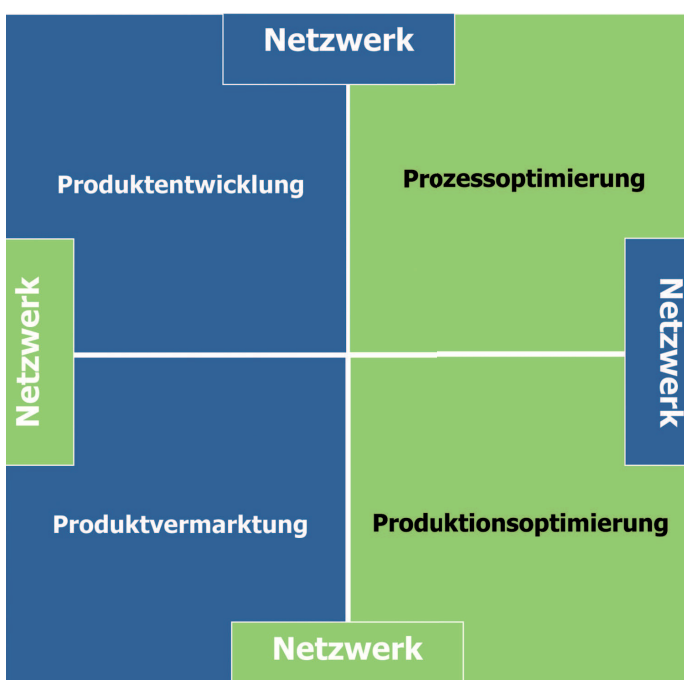 Netzwerk
Produktentwicklung
Prozessoptimierung
Netzwerk
Netzwerk
Produktvermarktung
Produktionsoptimierung
Netzwerk